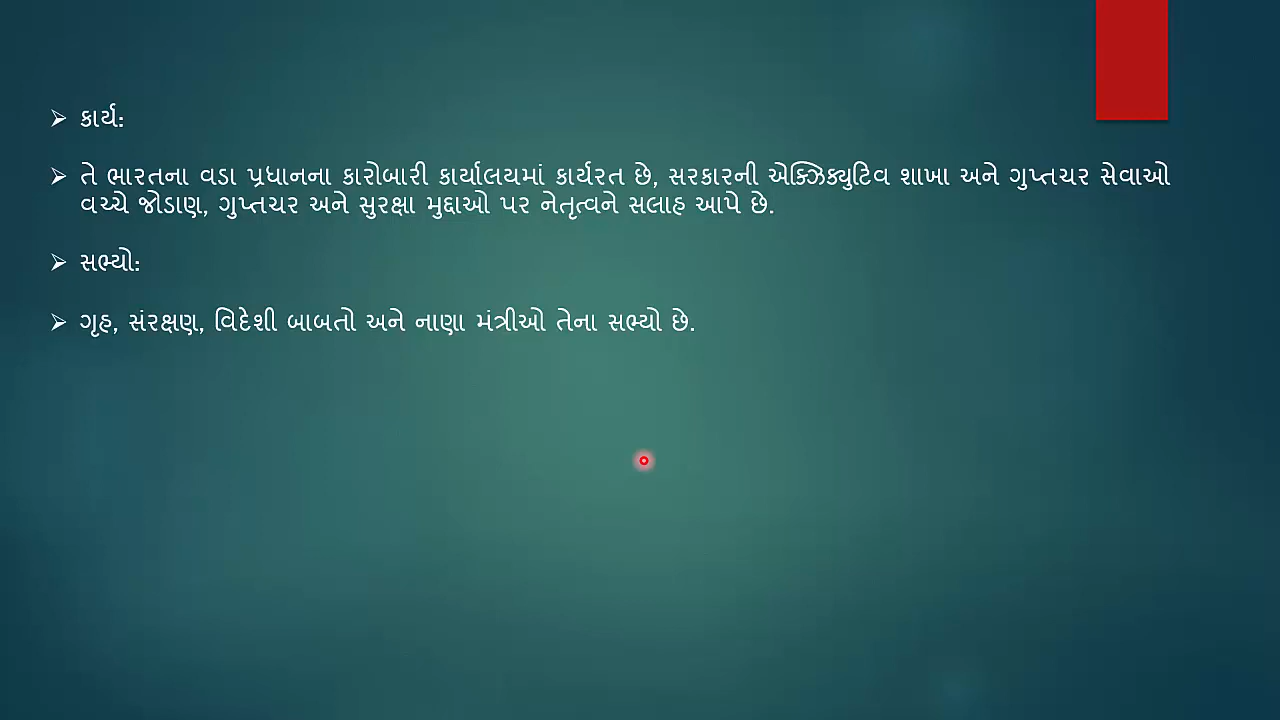 કાર્ય:
તે ભારતના વડા પ્રધાનના કારોબારી કાર્યાલયમાં કાર્યરત છે, સરકારની એક્ઝિક્યુટિવ શાખા અને ગુપ્તચર સેવાઓ
વચ્ચે જોડાણ, ગુપ્તચર અને સુરક્ષા મુદ્દાઓ પર નેતૃત્વને સલાહ આપે છે.
સભ્યો:
ગૃહ, સંરક્ષણ, વિદેશી બાબતો અને નાણા મંત્રીઓ તેના સભ્યો છે.